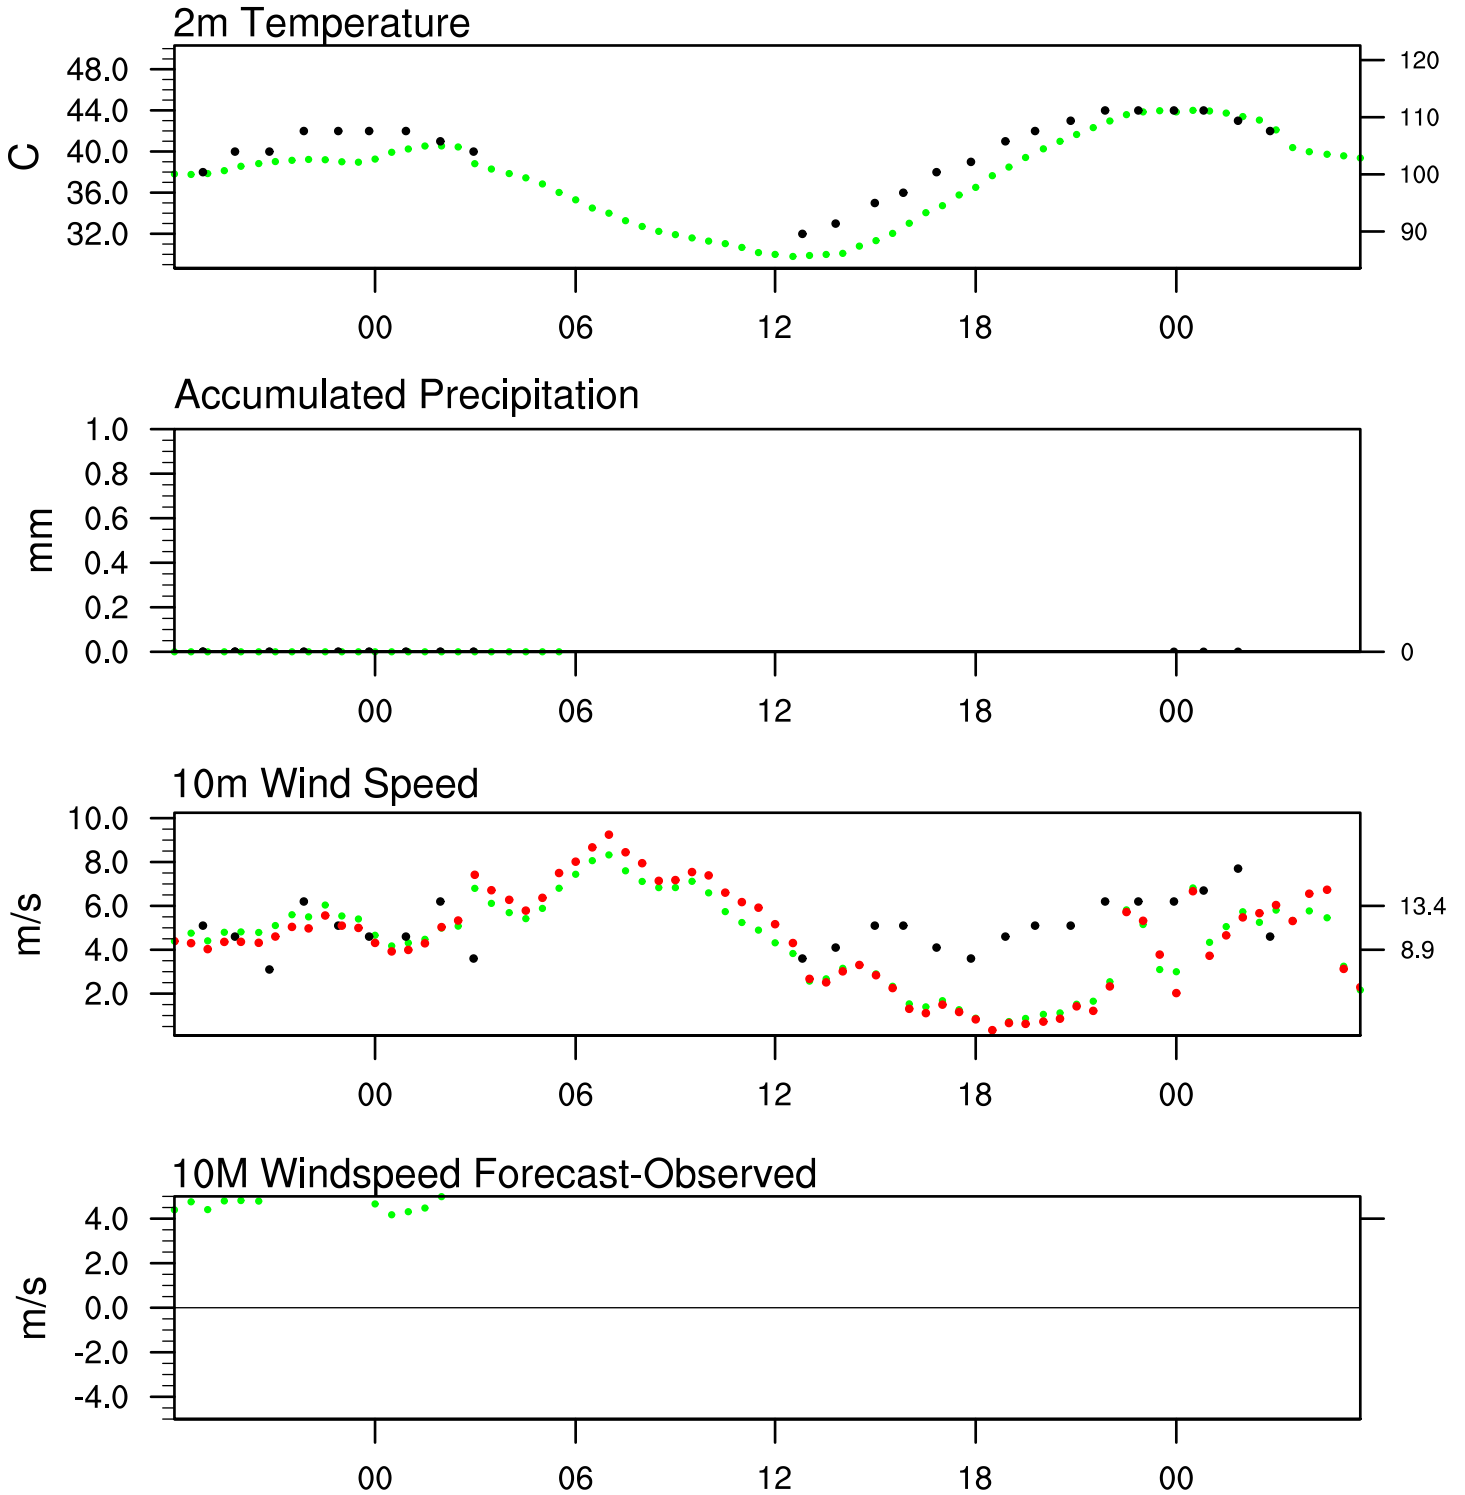 2m Temperature
48.0 120
44.0 110
40.0
C
100
36.0
32.0 90
00 06 12 18 00
Accumulated Precipitation
1.0
0.8
0.6
mm
0.4
0.2
0.0 0
00 06 12 18 00
10m Wind Speed
10.0
8.0
6.0 13.4
m/s
4.0 8.9
2.0
00 06 12 18 00
10M Windspeed Forecast-Observed
4.0
2.0
m/s
0.0
-2.0
-4.0
00 06 12 18 00